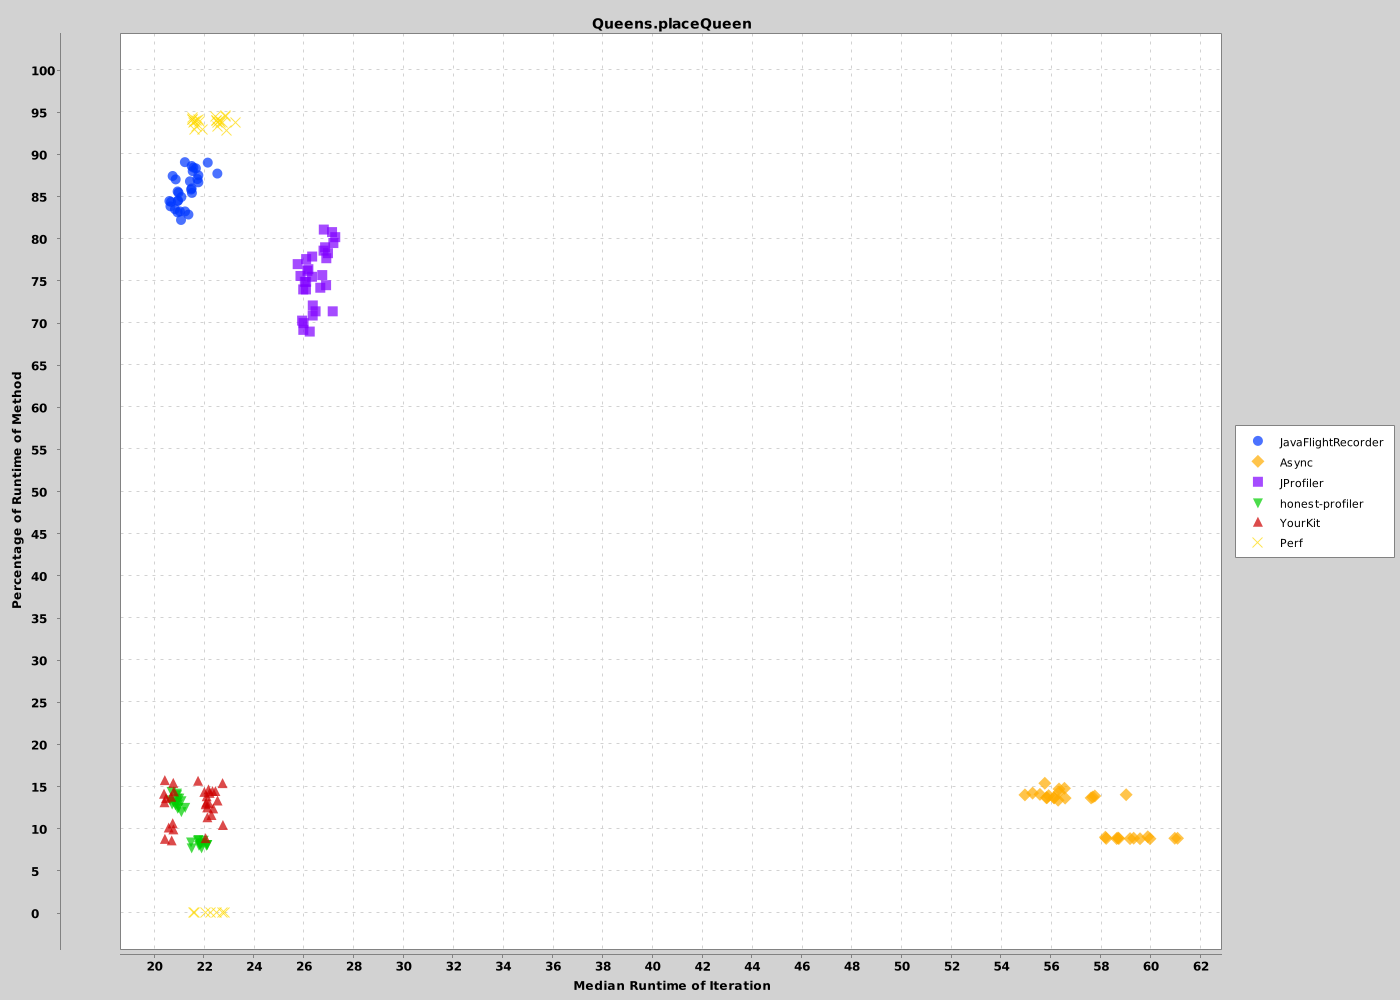 Queens.placeQueen
100
95
90
85
80
75
70
65
60
55
50
45
40
35
30
25
20
15
10
5
0
Percentage of Runtime of Method
20 22 24 26 28 30 32 34 36 38 40 42 44 46 48 50 52 54 56 58 60 62
Median Runtime of Iteration
JavaFlightRecorder
Async
JProfiler
honest-profiler
YourKit
Perf